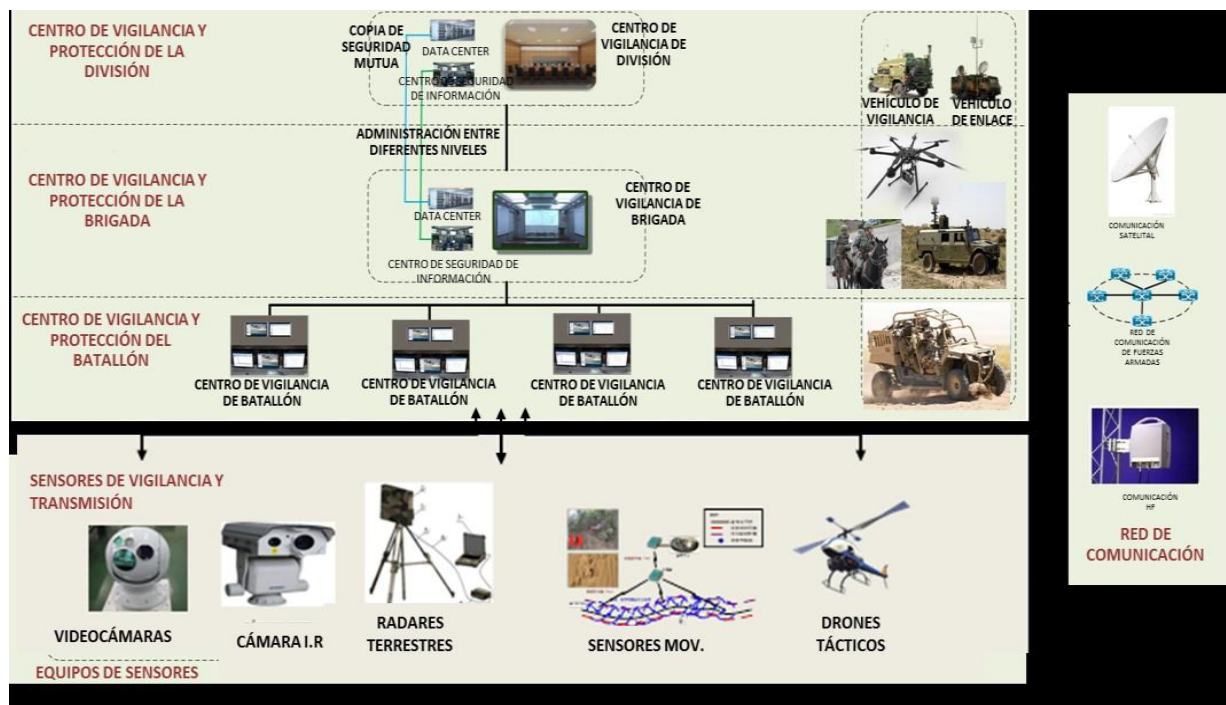 CENTRO DE VIGILANCIA Y
PROTECCIÓN DE LA
DIVISIÓN
COPIA DE
SEGURIDAD
MUTUA
DATA CENTER
CENTRO DE SEGURIDAD
DE INFORMACIÓN
CENTRO DE
VIGILANCIA DE
DIVISIÓN
VEHÍCULO DE
VIGILANCIA
VEHÍCULO
DE ENLACE
ADMINISTRACIÓN ENTRE
DIFERENTES NIVELES
CENTRO DE VIGILANCIA Y
PROTECCIÓN DE LA
BRIGADA
DATA CENTER
CENTRO DE SEGURIDAD DE
INFORMACIÓN
CENTRO DE
VIGILANCIA DE
BRIGADA
CENTRO DE VIGILANCIA Y
PROTECCIÓN DEL
BATALLÓN
CENTRO DE VIGILANCIA
DE BATALLÓN
CENTRO DE VIGILANCIA
DE BATALLÓN
CENTRO DE VIGILANCIA
DE BATALLÓN
CENTRO DE VIGILANCIA
DE BATALLÓN
SENSORES DE VIGILANCIA Y
TRANSMISIÓN
VIDEOCÁMARAS
CÁMARA I.R
RADARES
TERRESTRES
SENSORES MOV.
DRONES
TÁCTICOS
EQUIPOS DE SENSORES
COMUNICACIÓN
SATELITAL
RED DE
COMUNICACIÓN
DE FUERZAS
ARMADAS
COMUNICACIÓN
HF
RED DE
COMUNICACIÓN